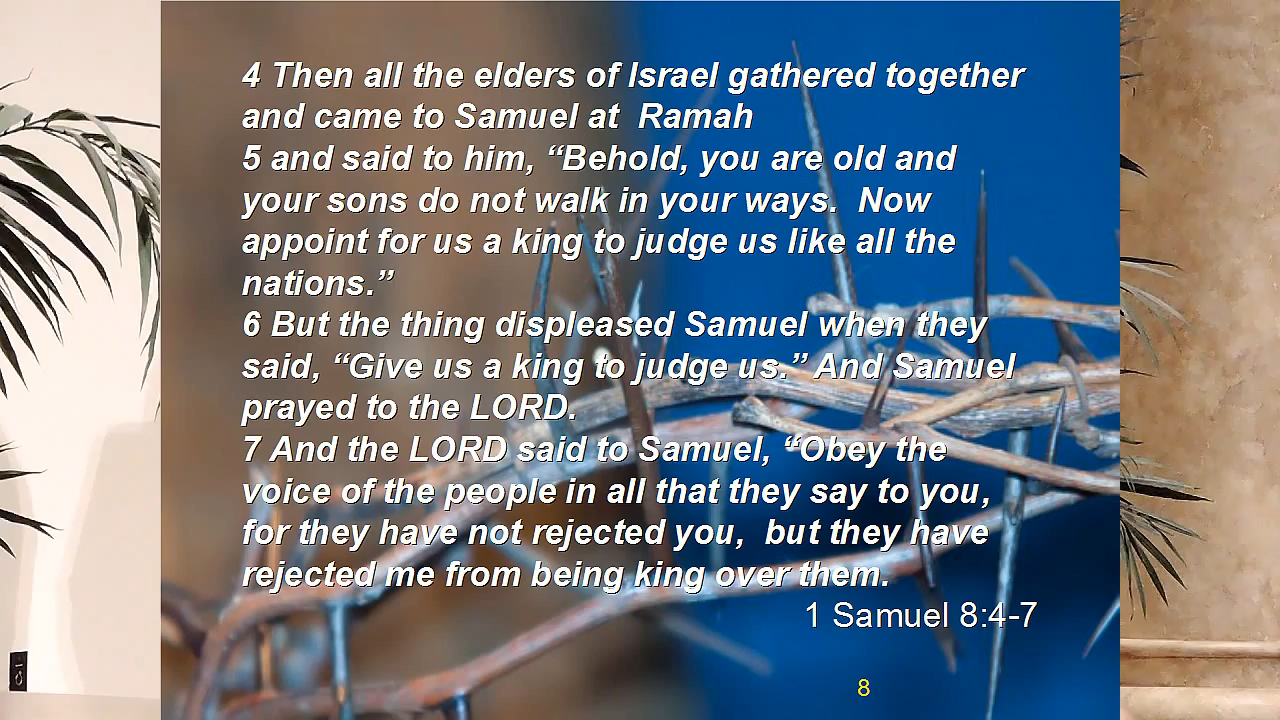 4 Then all the elders of Israel gathered together
and came to Samuel at  Ramah
5 and said to him, “Behold, you are old and
your sons do not walk in your ways.  Now
appoint for us a king to judge us like all the
nations.”
6 But the thing displeased Samuel when they
said, “Give us a king to judge us.” And Samuel
prayed to the LORD.
7 And the LORD said to Samuel, “Obey the
voice of the people in all that they say to you,
for they have not rejected you,  but they have
rejected me from being king over them.
1 Samuel 8:4-7
8